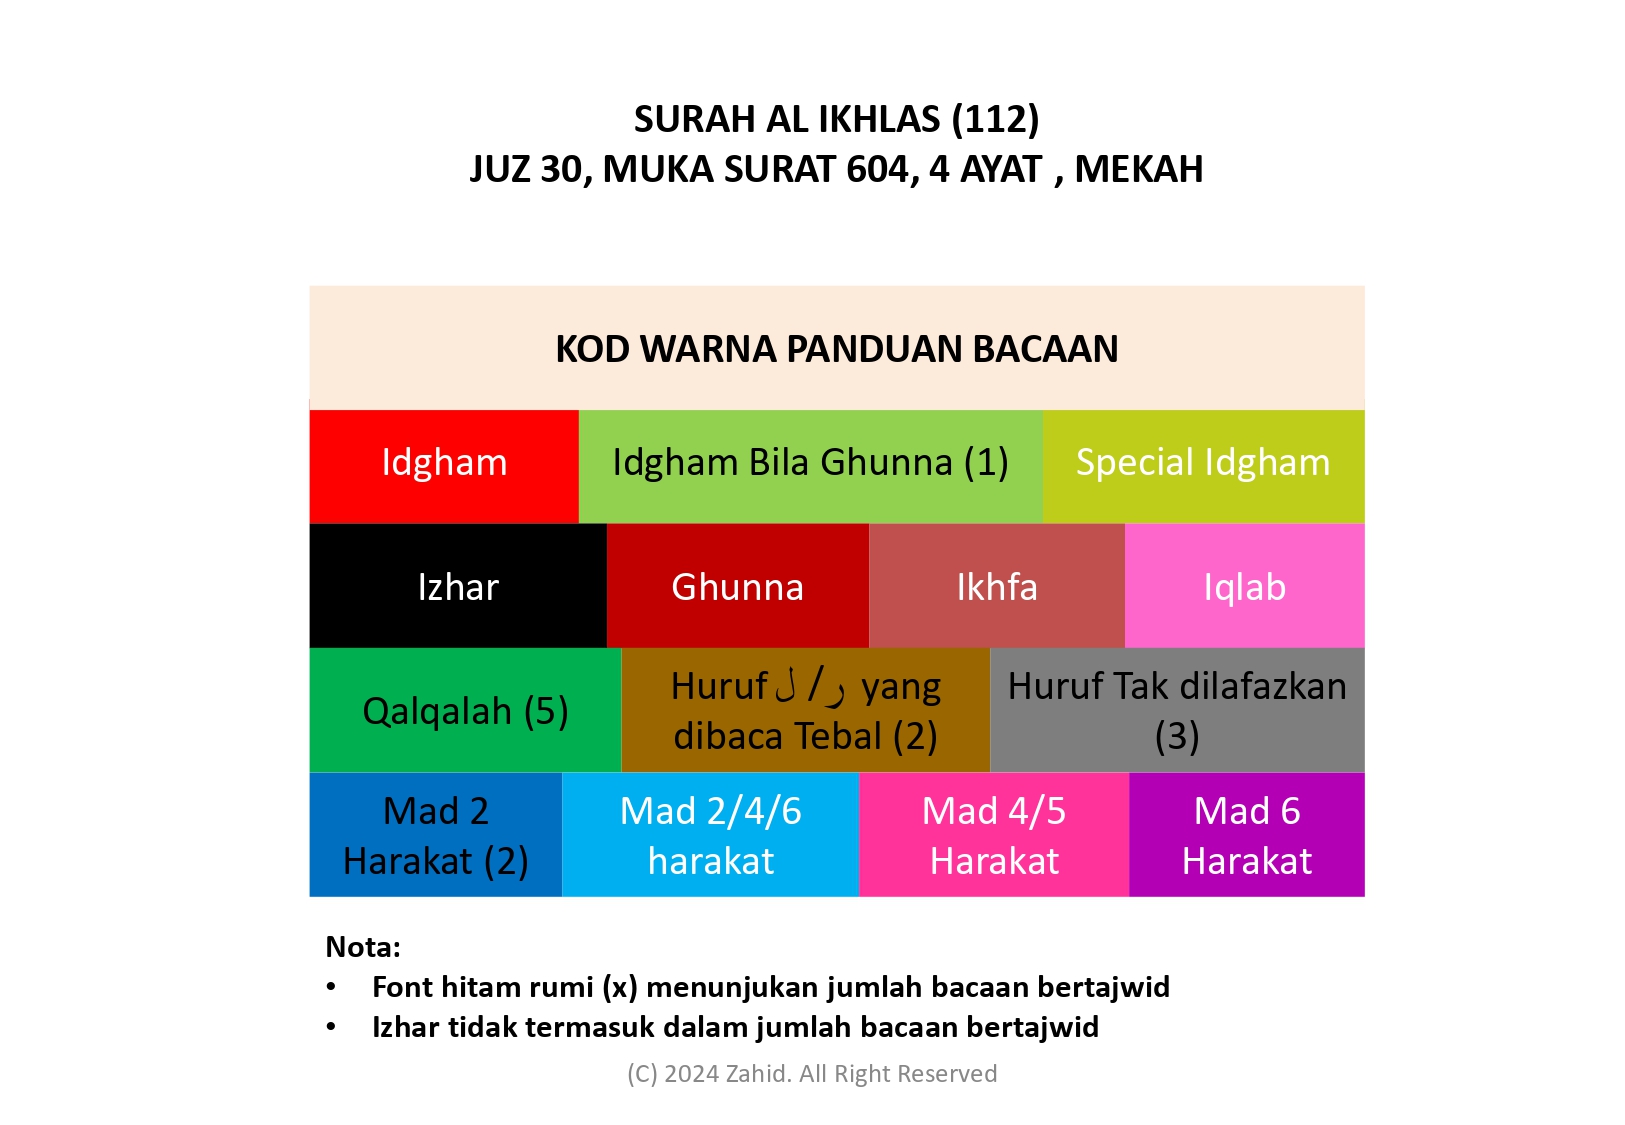 SURAH AL IKHLAS (112)
JUZ 30, MUKA SURAT 604, 4 AYAT , MEKAH
KOD WARNA PANDUAN BACAAN
Idgham
Idgham Bila Ghunna (1)
Special Idgham
Izhar
Ghunna
Ikhfa
Iqlab
Qalqalah (5)
Huruf ر/ ل yang
dibaca Tebal (2)
Huruf Tak dilafazkan
(3)
Mad 2
Harakat (2)
Mad 2/4/6
harakat
Mad 4/5
Harakat
Mad 6
Harakat
Nota:
• Font hitam rumi (x) menunjukan jumlah bacaan bertajwid
• Izhar tidak termasuk dalam jumlah bacaan bertajwid
(C) 2024 Zahid. All Right Reserved